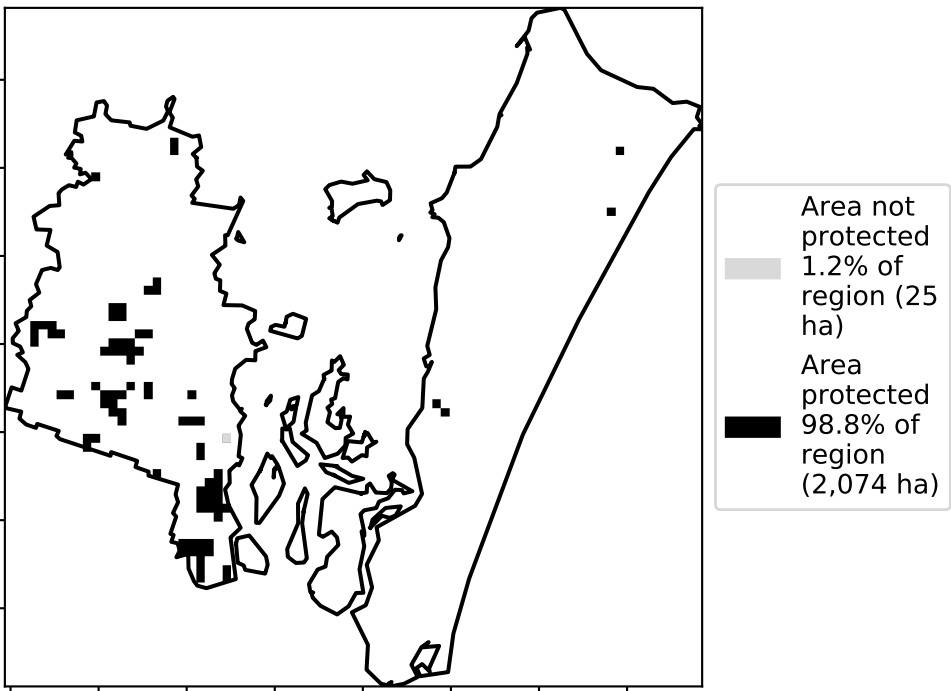 Area not
protected
1.2% of
region (25
ha)
Area
protected
98.8% of
region
(2,074 ha)